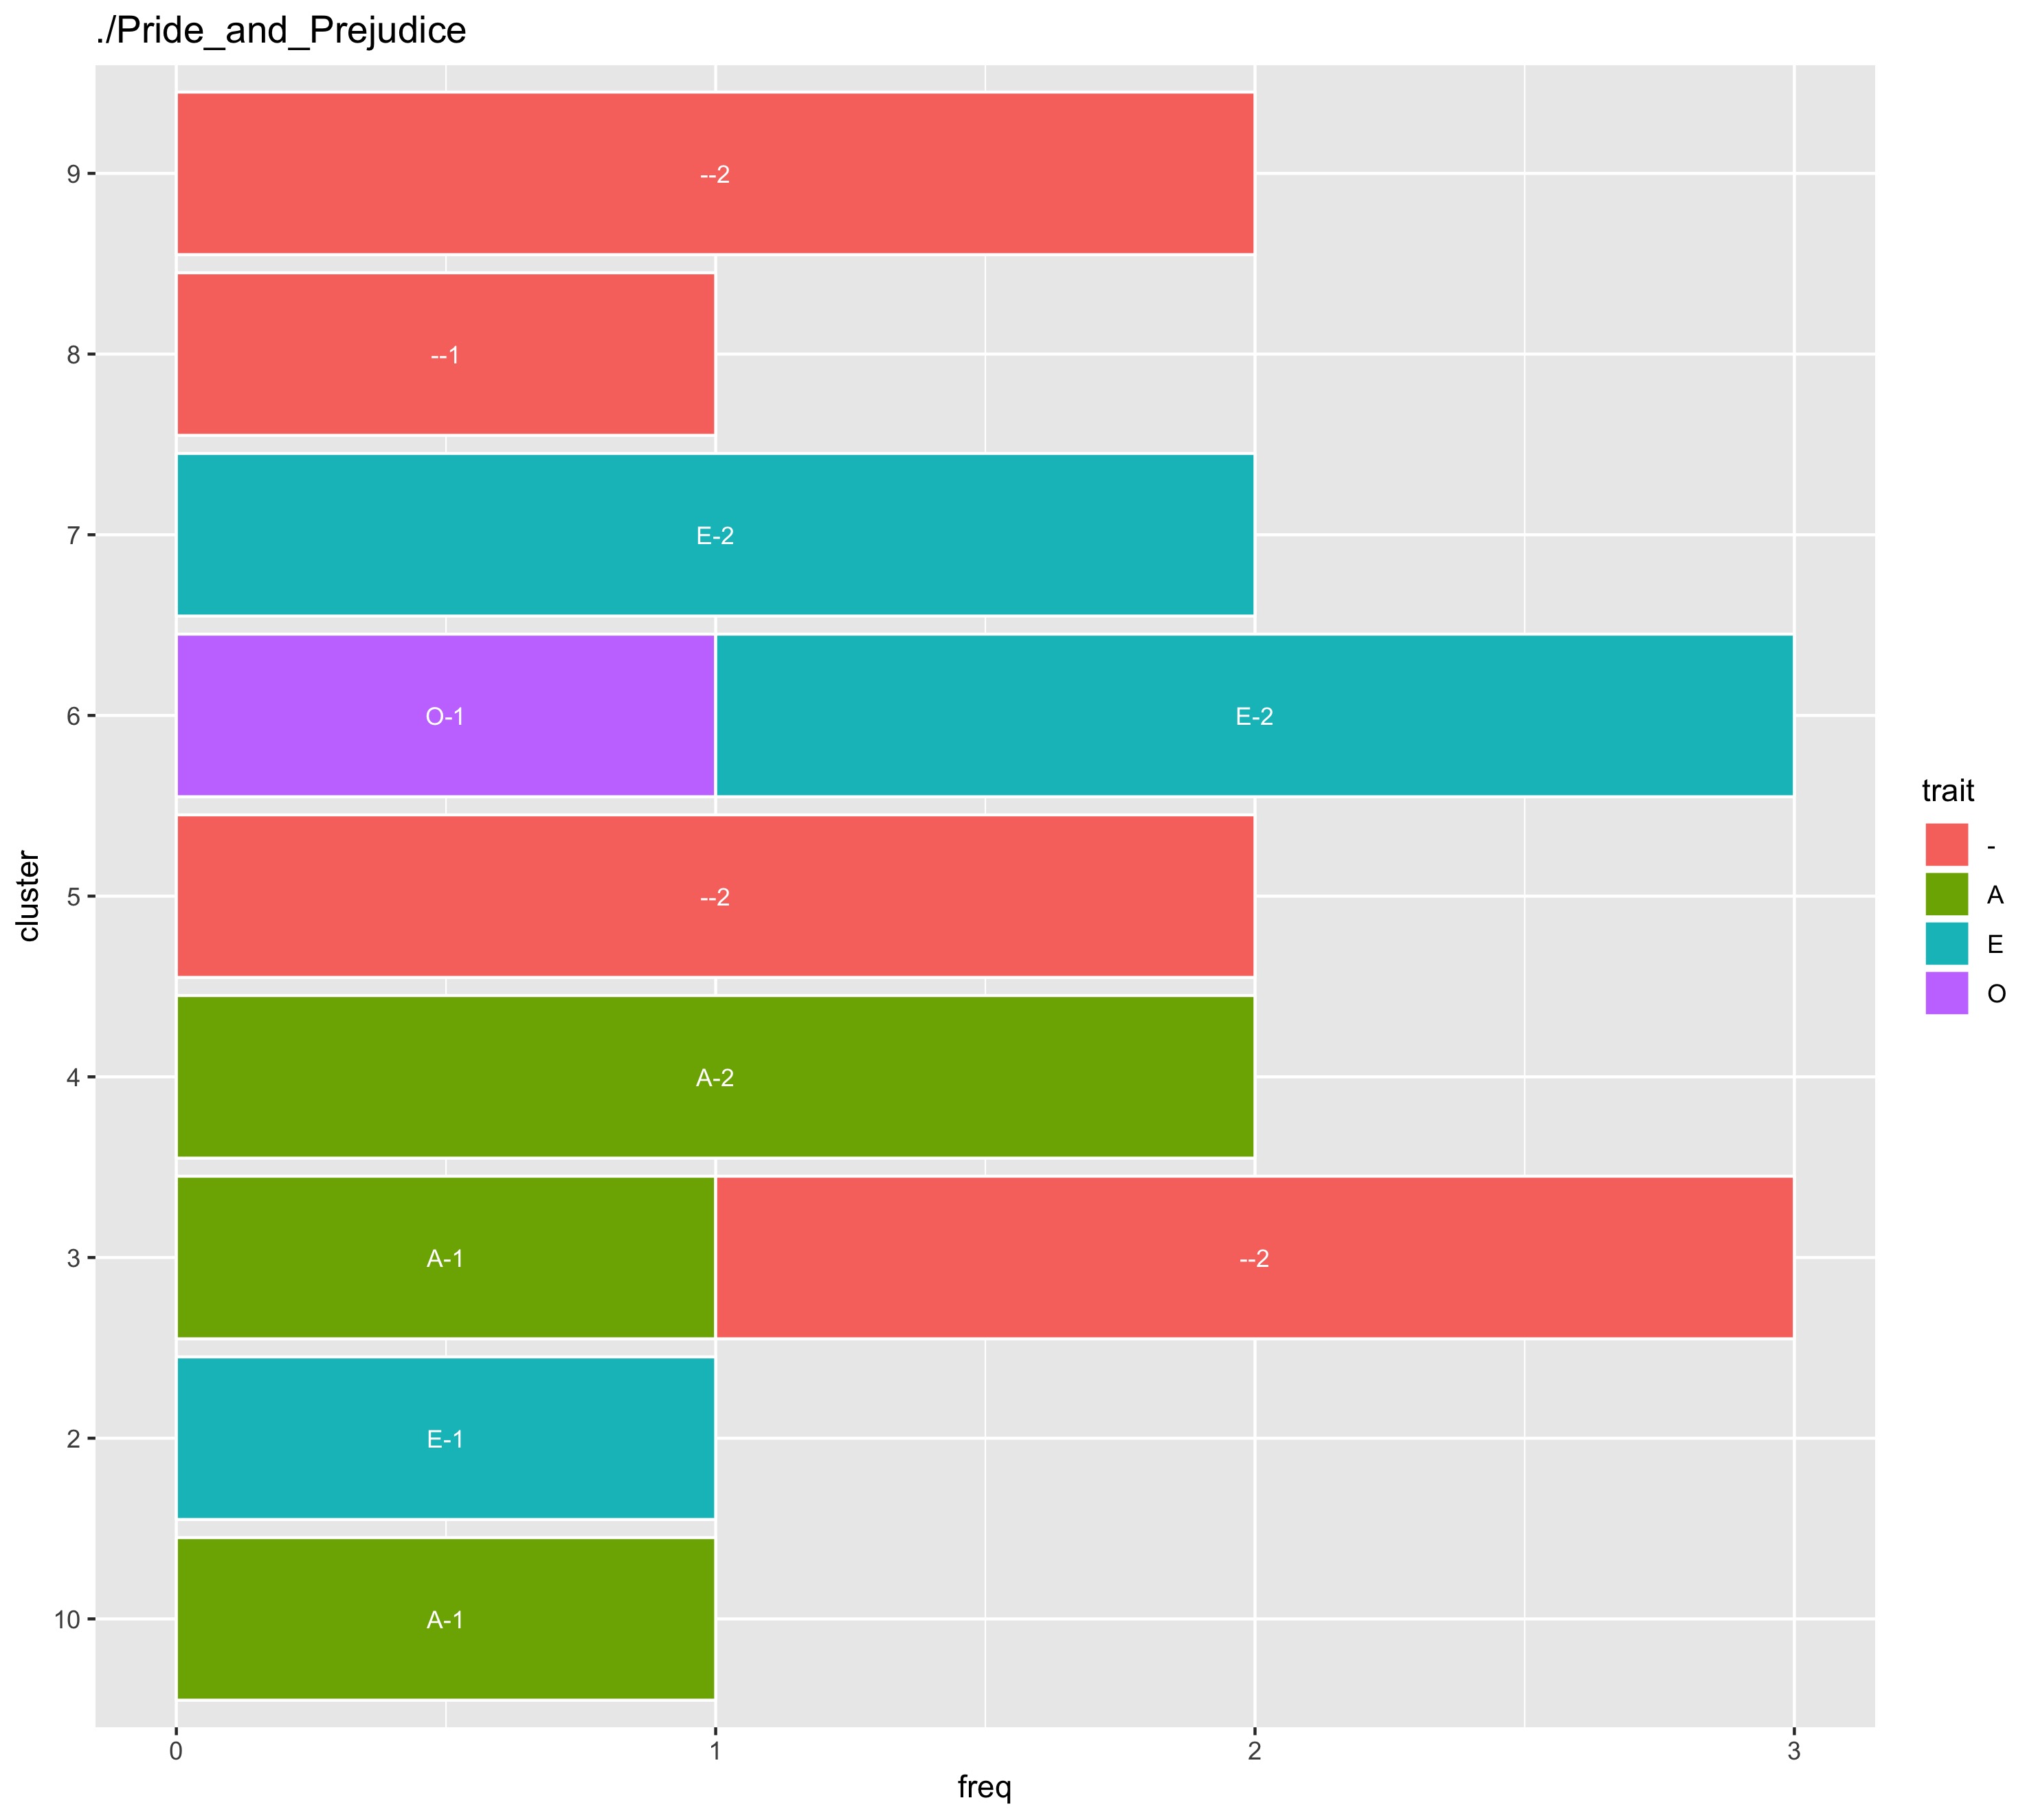 ./Pride_and_Prejudice
cluster
9
--2
8
--1
7
E-2
6
O-1 E-2
5
--2
4
A-2
3
A-1 --2
2
E-1
10
A-1
0 1 2 3
freq
trait
-
A
E
O